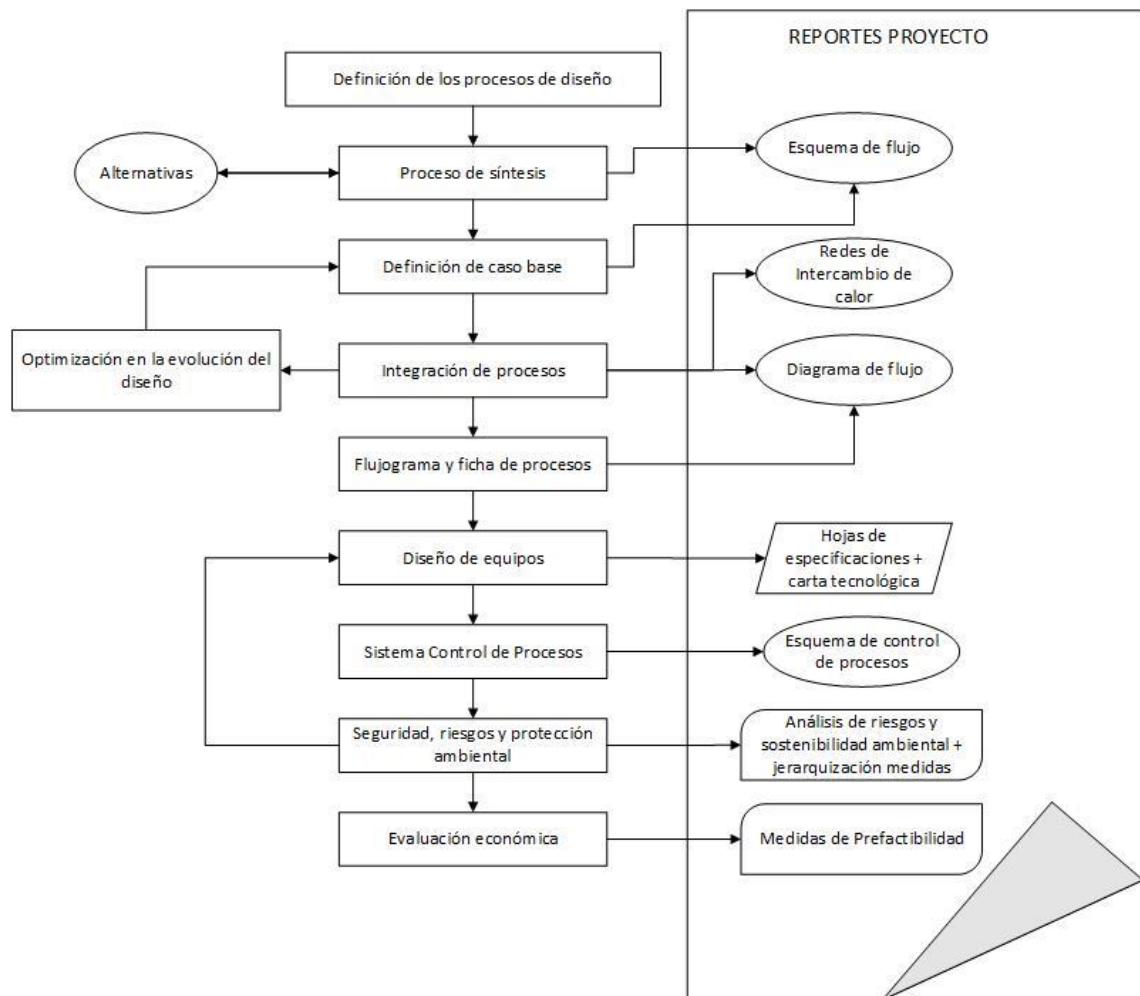 REPORTES PROYECTO
Definición de los procesos de diseño
Alternativas
Proceso de síntesis
Esquema de flujo
Definición de caso base
Redes de
Intercambio de
calor
Optimización en la evolución del
diseño
Integración de procesos
Diagrama de flujo
Flujograma y ficha de procesos
Diseño de equipos
Hojas de
especificaciones +
carta tecnológica
Sistema Control de Procesos
Esquema de control
de procesos
Seguridad, riesgos y protección
ambiental
Análisis de riesgos y
sostenibilidad ambiental +
jerarquización medidas
Evaluación económica
Medidas de Prefactibilidad